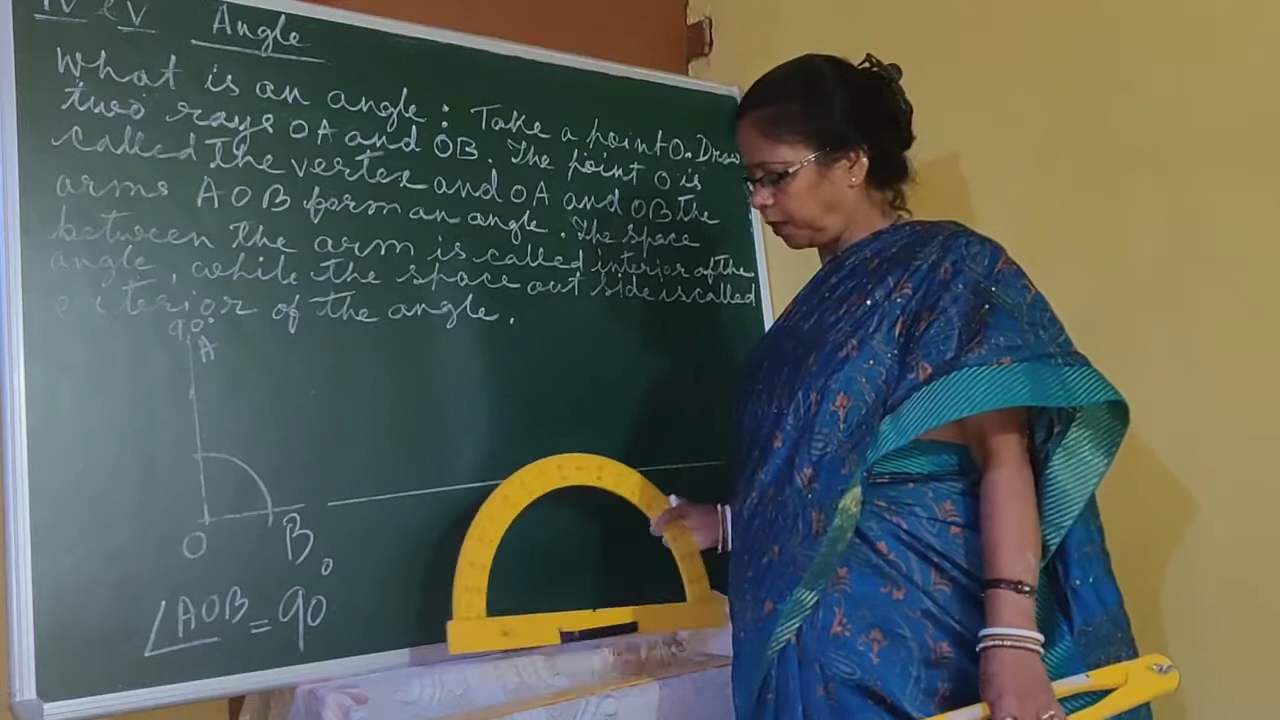 IV & V Angle
What is an angle : Take a point O. Draw
two rays OA and OB. The point O is
called the vertex and OA and OB the
arms AOB form an angle. The space
between the arm is called interior of the
angle, while the space out side is called
exterior of the angle.
90°
A
O
B
∠AOB = 90°